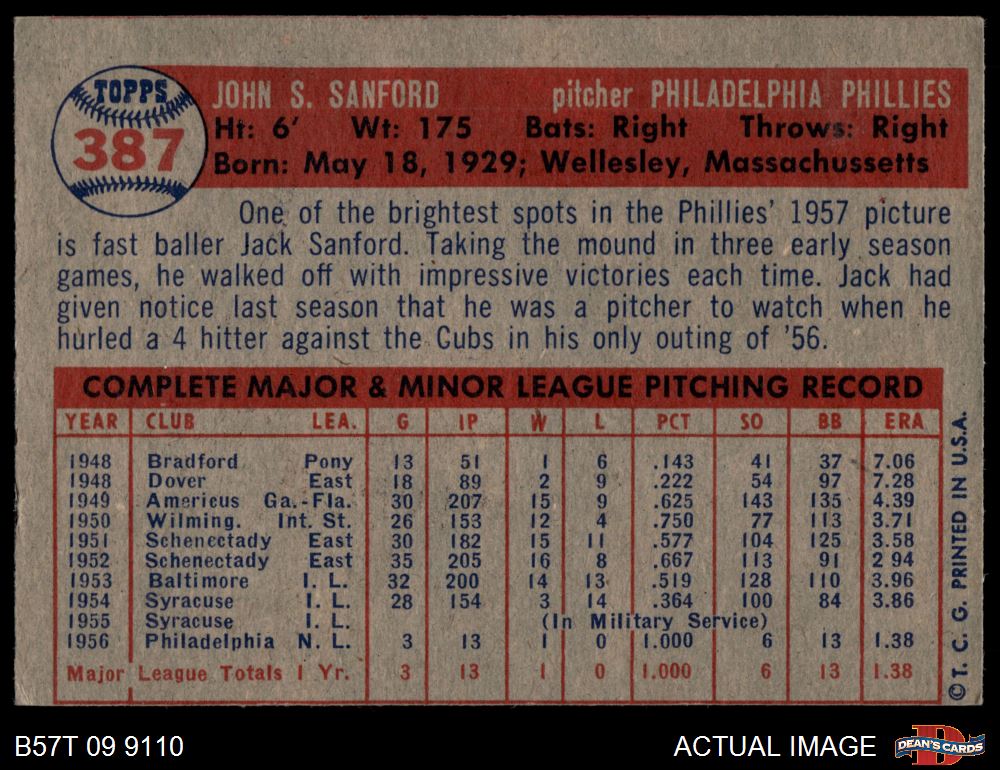 TOPPS
387
JOHN S. SANFORD pitcher PHILADELPHIA PHILLIES
Ht: 6' Wt: 175 Bats: Right Throws: Right
Born: May 18, 1929; Wellesley, Massachussetts
One of the brightest spots in the Phillies' 1957 picture
is fast baller Jack Sanford. Taking the mound in three early season
games, he walked off with impressive victories each time. Jack had
given notice last season that he was a pitcher to watch when he
hurled a 4 hitter against the Cubs in his only outing of '56.
COMPLETE MAJOR & MINOR LEAGUE PITCHING RECORD
YEAR CLUB LEA. G IP W L PCT SO BB ERA
1948 Bradford Pony 13 51 1 6 .143 41 37 7.06
1948 Dover East 18 89 2 9 .222 54 97 7.28
1949 Americus Ga.-Fla. 30 207 15 9 .625 143 135 4.39
1950 Wilming. Int. St. 26 153 12 4 .750 77 113 3.71
1951 Schenectady East 30 182 15 11 .577 104 125 3.58
1952 Schenectady East 35 205 16 8 .667 113 91 2 94
1953 Baltimore I. L. 32 200 14 13 .519 128 110 3.96
1954 Syracuse I. L. 28 154 3 14 .364 100 84 3.86
1955 Syracuse I. L. (In Military Service)
1956 Philadelphia N. L. 3 13 1 0 1.000 6 13 1.38
Major League Totals 1 Yr. 3 13 1 0 1.000 6 13 1.38
©T. C. G. PRINTED IN U.S.A.
B57T 09 9110 ACTUAL IMAGE DEAN'S CARDS